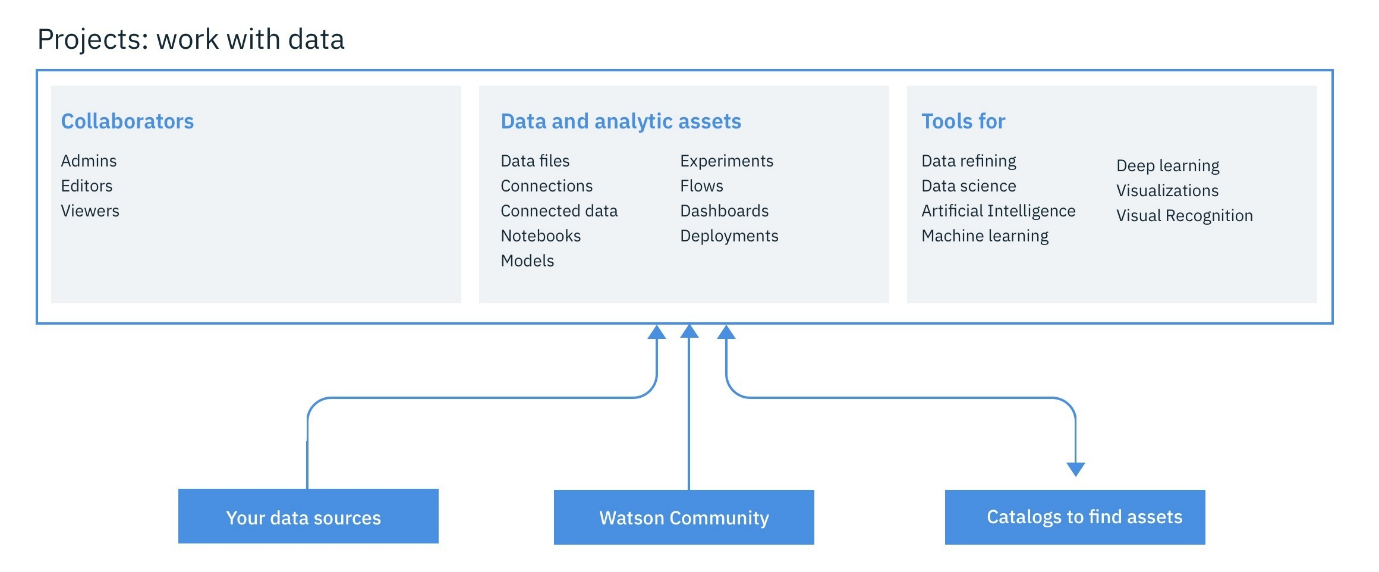 Projects: work with data
Collaborators
Admins
Editors
Viewers
Data and analytic assets
Data files
Connections
Connected data
Notebooks
Models
Experiments
Flows
Dashboards
Deployments
Tools for
Data refining
Data science
Artificial Intelligence
Machine learning
Deep learning
Visualizations
Visual Recognition
Your data sources
Watson Community
Catalogs to find assets